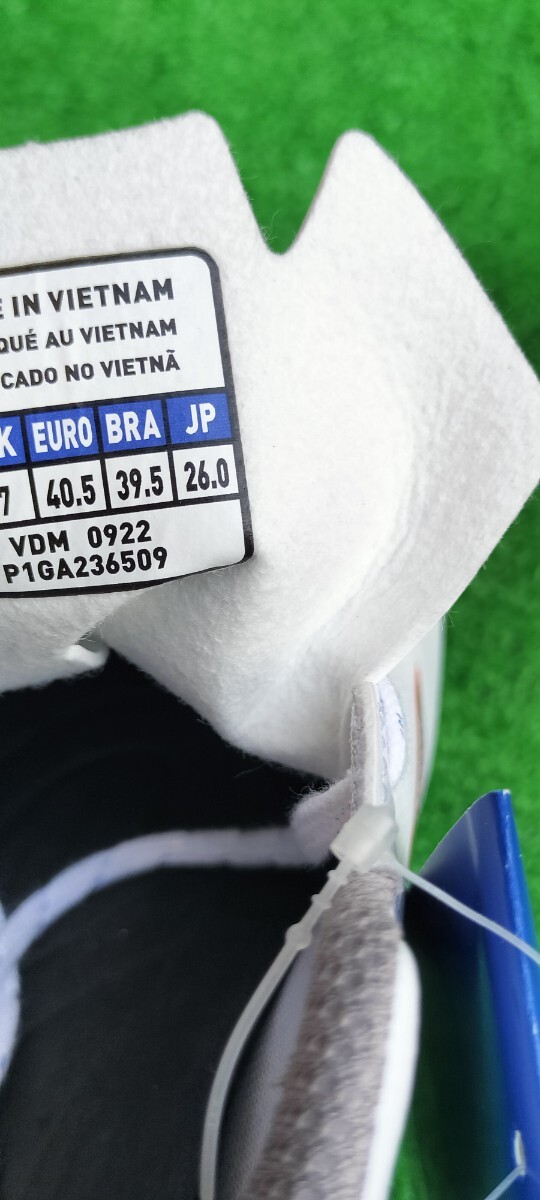 E IN VIETNAM
QUÉ AU VIETNAM
CADO NO VIETNÃ
K EURO BRA JP
7 40.5 39.5 26.0
VDM 0922
P1GA236509